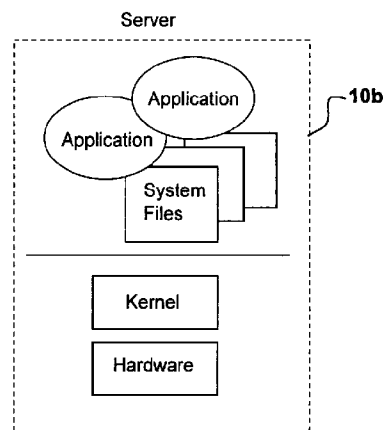 Server
Application
10b
Application
System
Files
Kernel
Hardware